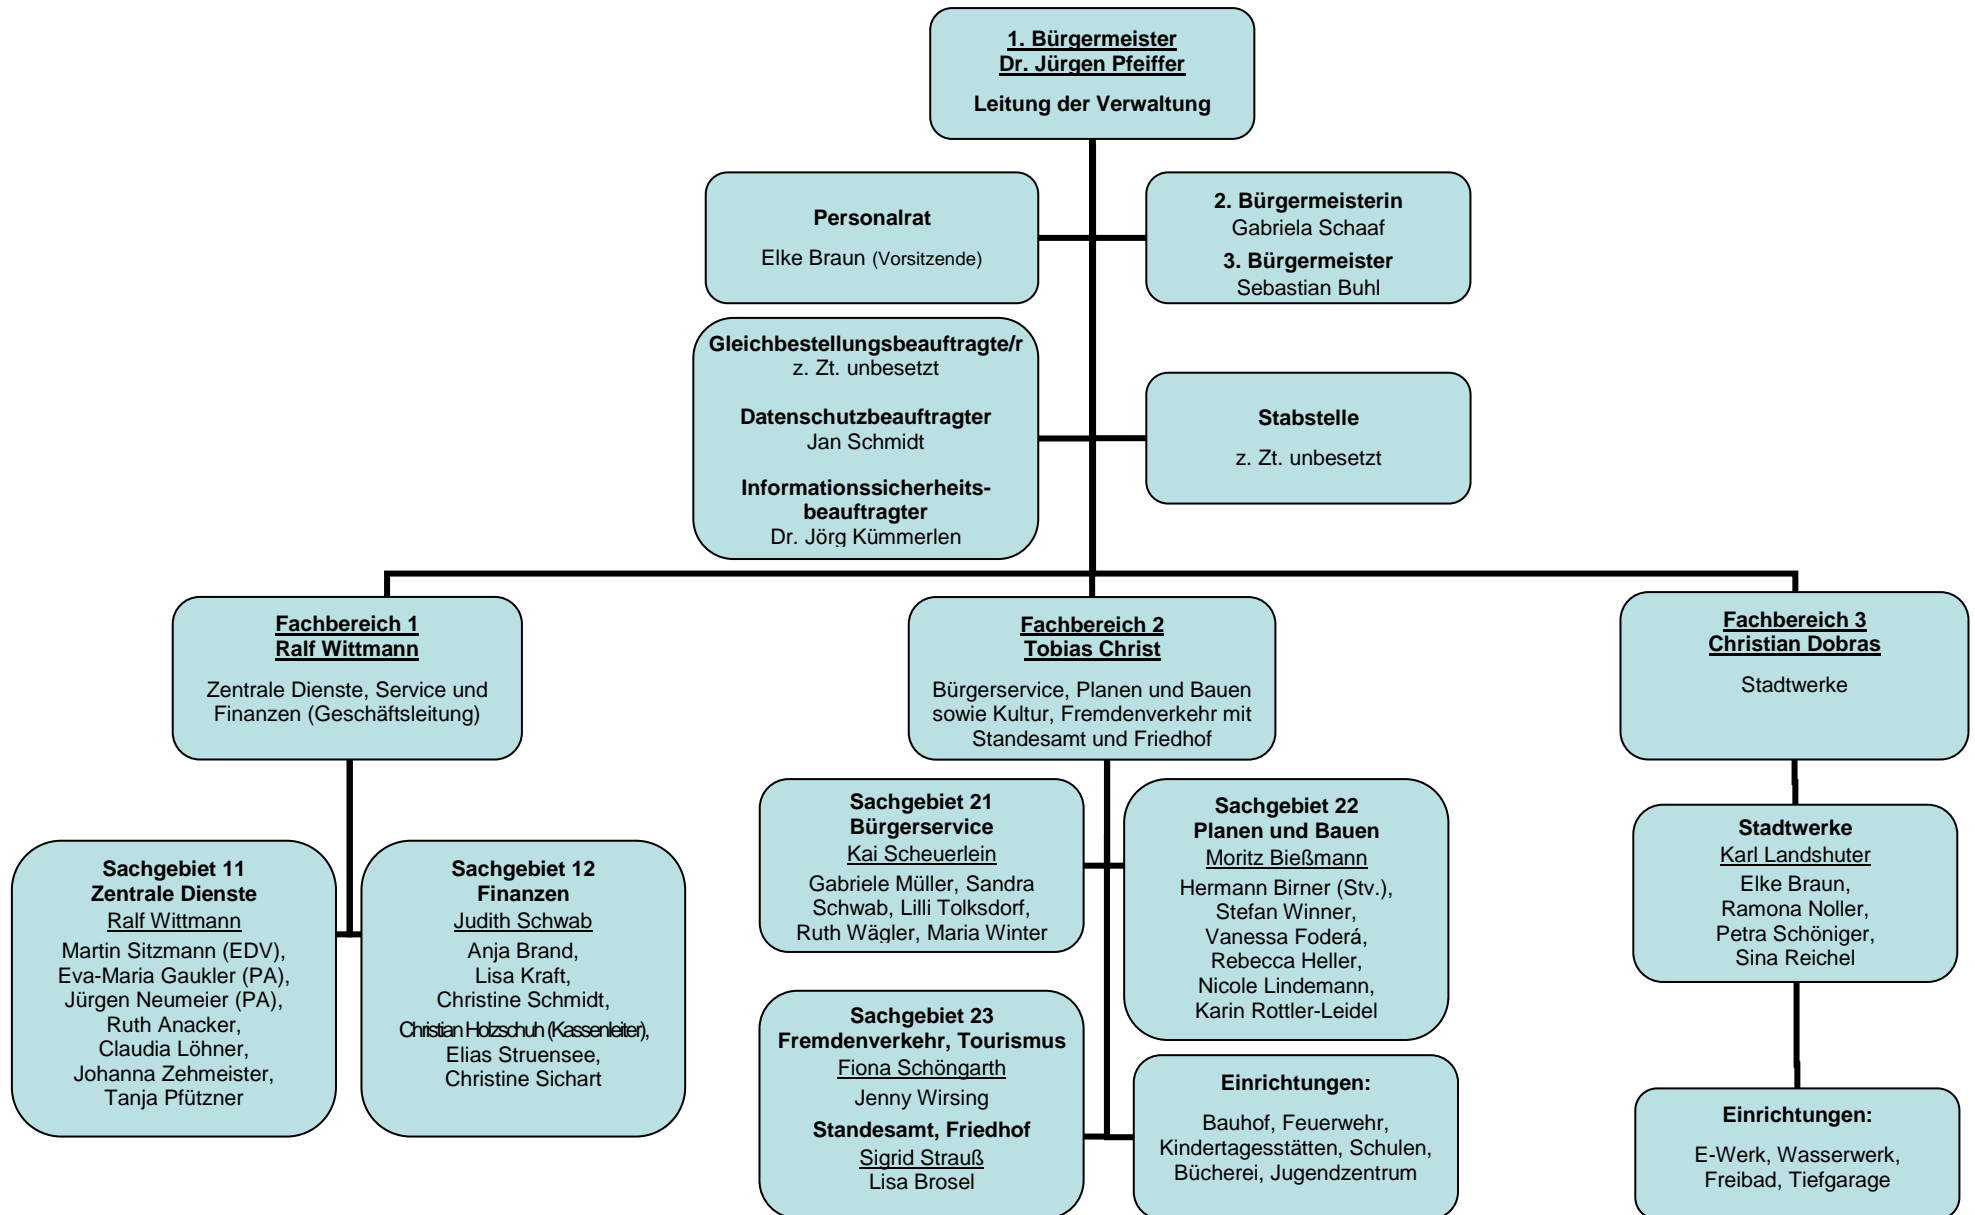 1. Bürgermeister
Dr. Jürgen Pfeiffer
Leitung der Verwaltung
Personalrat
Elke Braun (Vorsitzende)
2. Bürgermeisterin
Gabriela Schaaf
3. Bürgermeister
Sebastian Buhl
Gleichbestellungsbeauftragte/r
z. Zt. unbesetzt
Datenschutzbeauftragter
Jan Schmidt
Informationssicherheits-
beauftragter
Dr. Jörg Kümmerlen
Stabstelle
z. Zt. unbesetzt
Fachbereich 1
Ralf Wittmann
Zentrale Dienste, Service und
Finanzen (Geschäftsleitung)
Fachbereich 2
Tobias Christ
Bürgerservice, Planen und Bauen
sowie Kultur, Fremdenverkehr mit
Standesamt und Friedhof
Fachbereich 3
Christian Dobras
Stadtwerke
Sachgebiet 11
Zentrale Dienste
Ralf Wittmann
Martin Sitzmann (EDV),
Eva-Maria Gaukler (PA),
Jürgen Neumeier (PA),
Ruth Anacker,
Claudia Löhner,
Johanna Zehmeister,
Tanja Pfützner
Sachgebiet 12
Finanzen
Judith Schwab
Anja Brand,
Lisa Kraft,
Christine Schmidt,
Christian Holzschuh (Kassenleiter),
Elias Struensee,
Christine Sichart
Sachgebiet 21
Bürgerservice
Kai Scheuerlein
Gabriele Müller, Sandra
Schwab, Lilli Tolksdorf,
Ruth Wägler, Maria Winter
Sachgebiet 22
Planen und Bauen
Moritz Bießmann
Hermann Birner (Stv.),
Stefan Winner,
Vanessa Foderá,
Rebecca Heller,
Nicole Lindemann,
Karin Rottler-Leidel
Sachgebiet 23
Fremdenverkehr, Tourismus
Fiona Schöngarth
Jenny Wirsing
Standesamt, Friedhof
Sigrid Strauß
Lisa Brosel
Einrichtungen:
Bauhof, Feuerwehr,
Kindertagesstätten, Schulen,
Bücherei, Jugendzentrum
Stadtwerke
Karl Landshuter
Elke Braun,
Ramona Noller,
Petra Schöniger,
Sina Reichel
Einrichtungen:
E-Werk, Wasserwerk,
Freibad, Tiefgarage